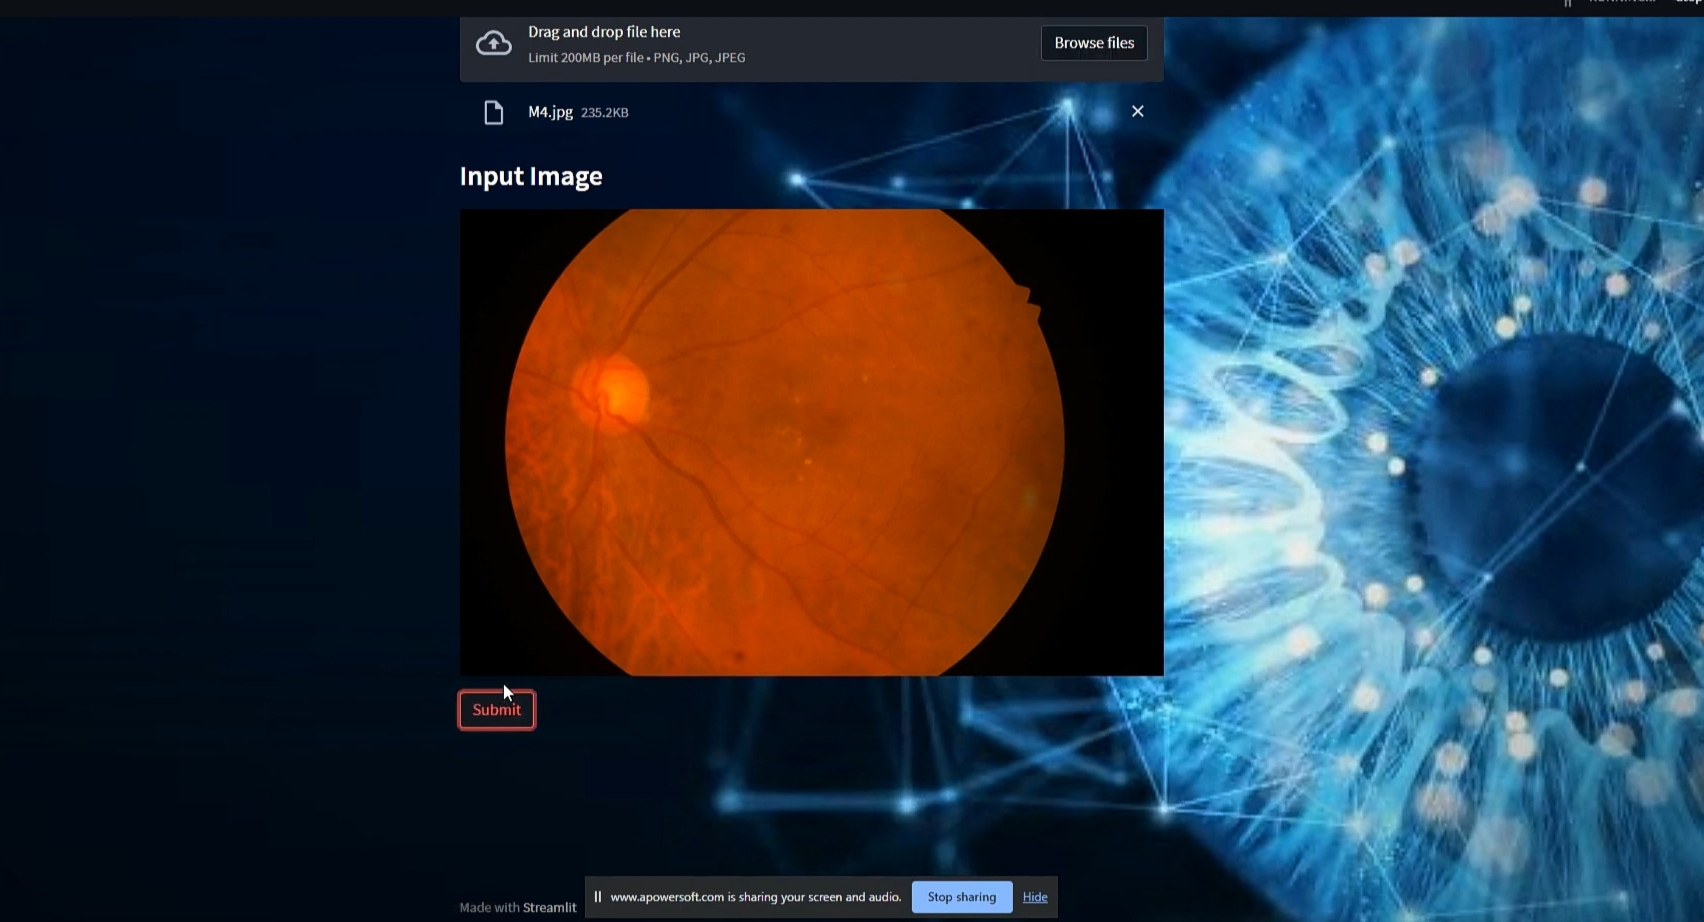 Drag and drop file here
Limit 200MB per file • PNG, JPG, JPEG
Browse files
M4.jpg 235.2KB
Input Image
Submit
www.apowersoft.com is sharing your screen and audio.
Stop sharing
Hide
Made with Streamlit